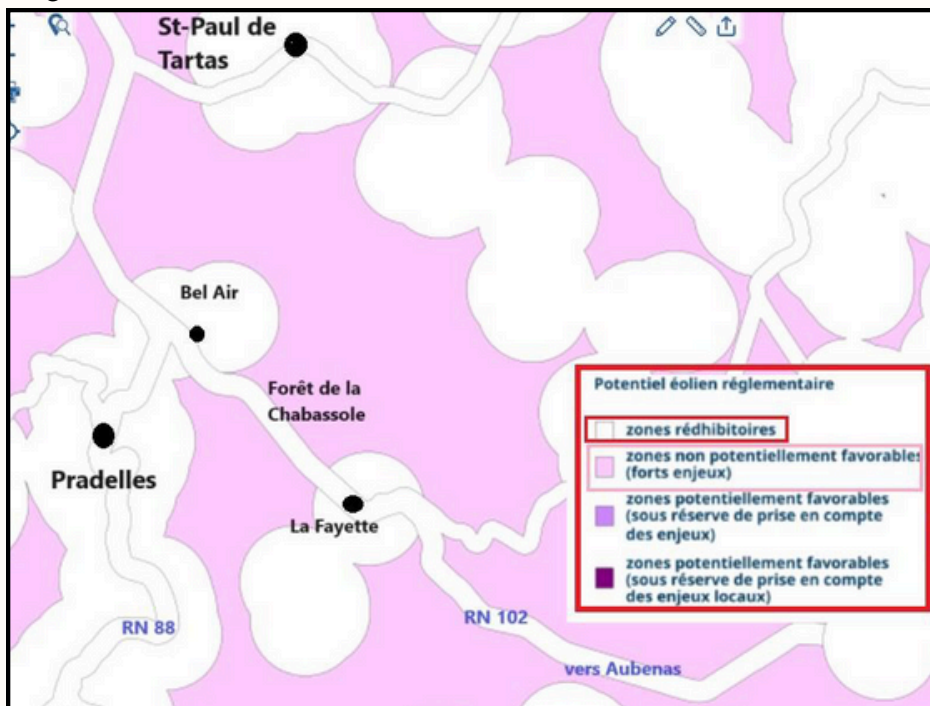 St-Paul de
Tartas
Bel Air
Forêt de la
Chabassole
Pradelles
La Fayette
RN 88
RN 102
vers Aubenas
Potentiel éolien réglementaire
zones rédhibitoires
zones non potentiellement favorables
(forts enjeux)
zones potentiellement favorables
(sous réserve de prise en compte
des enjeux)
zones potentiellement favorables
(sous réserve de prise en compte
des enjeux locaux)